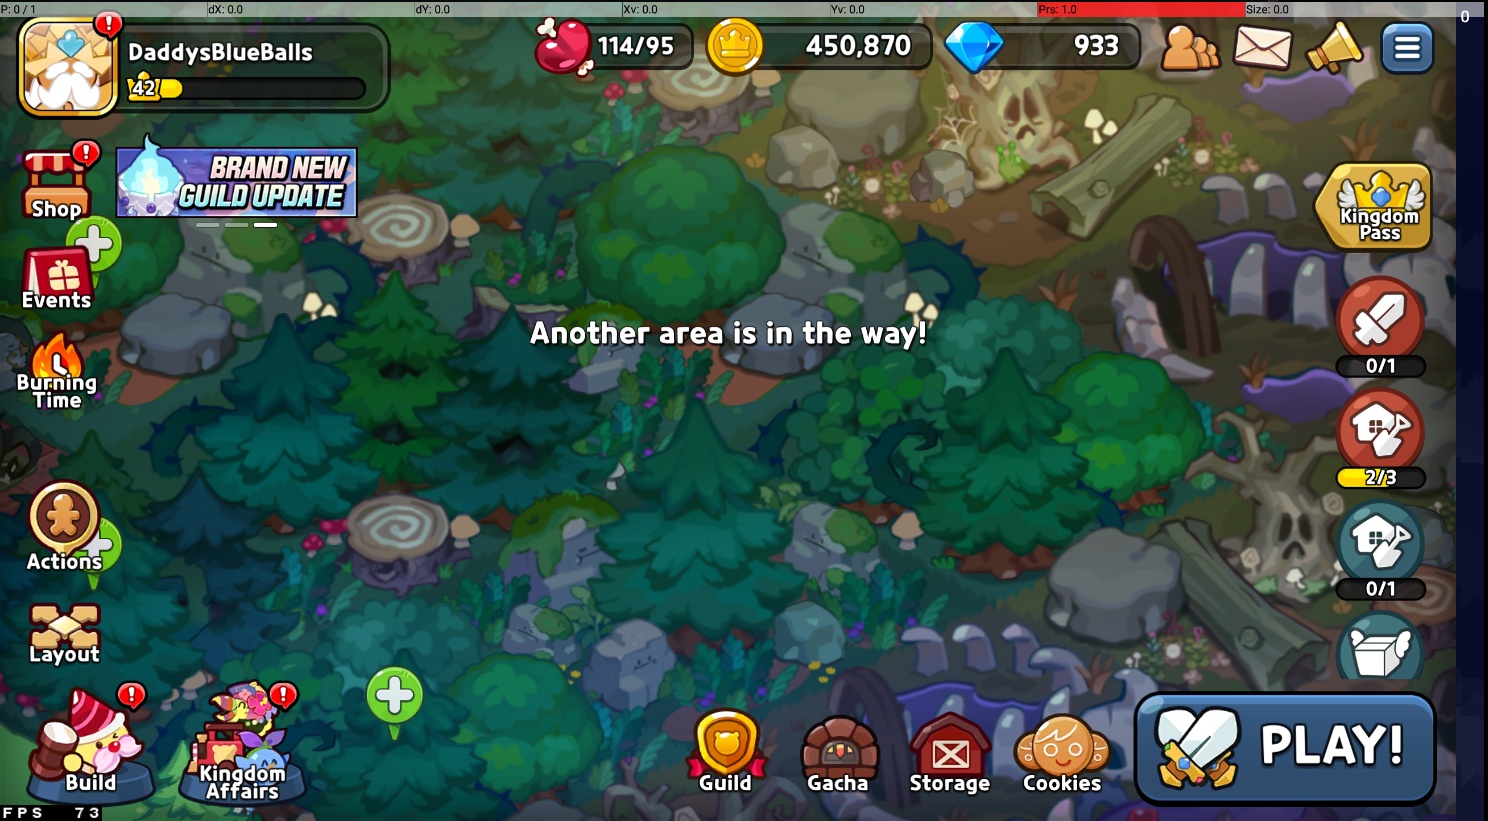 P: 0 / 1 dX: 0.0 dY: 0.0 Xv: 0.0 Yv: 0.0 Prs: 1.0 Size: 0.0
0
DaddysBlueBalls
42
114/95
450,870
933
Shop
BRAND NEW
GUILD UPDATE
Kingdom
Pass
Events
Another area is in the way!
0/1
Burning
Time
2/3
Actions
0/1
Layout
Build
Kingdom
Affairs
Guild
Gacha
Storage
Cookies
PLAY!
FPS 73